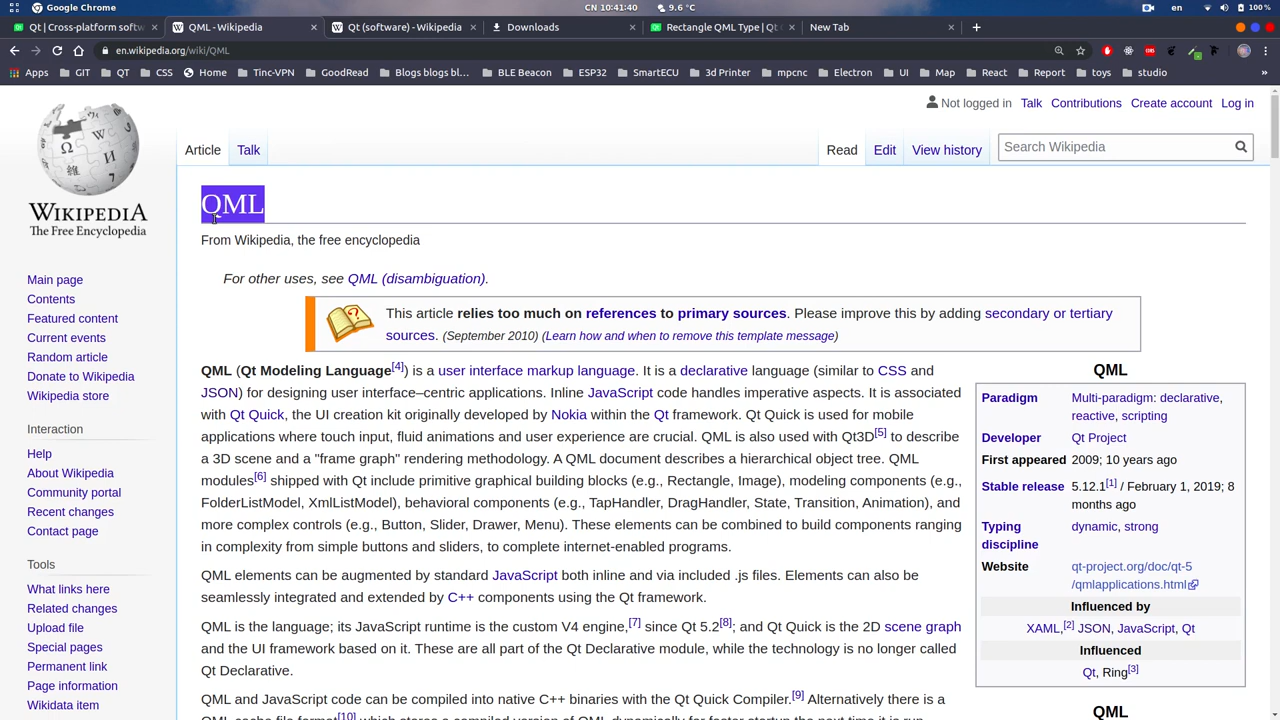 Google Chrome
CN 10:41:40
9.6 °C
en
100%
Qt | Cross-platform softw
QML - Wikipedia
Qt (software) - Wikipedia
Downloads
Rectangle QML Type | Qt
New Tab
en.wikipedia.org/wiki/QML
Apps
GIT
QT
CSS
Home
Tinc-VPN
GoodRead
Blogs blogs bl...
BLE Beacon
ESP32
SmartECU
3d Printer
mpcnc
Electron
UI
Map
React
Report
toys
studio
»
Not logged in
Talk
Contributions
Create account
Log in
Article
Talk
Read
Edit
View history
Search Wikipedia
WIKIPEDIA
The Free Encyclopedia
Main page
Contents
Featured content
Current events
Random article
Donate to Wikipedia
Wikipedia store
Interaction
Help
About Wikipedia
Community portal
Recent changes
Contact page
Tools
What links here
Related changes
Upload file
Special pages
Permanent link
Page information
Wikidata item
QML
From Wikipedia, the free encyclopedia
For other uses, see QML (disambiguation).
This article relies too much on references to primary sources. Please improve this by adding secondary or tertiary
sources. (September 2010) (Learn how and when to remove this template message)
QML (Qt Modeling Language[4]) is a user interface markup language. It is a declarative language (similar to CSS and
JSON) for designing user interface–centric applications. Inline JavaScript code handles imperative aspects. It is associated
with Qt Quick, the UI creation kit originally developed by Nokia within the Qt framework. Qt Quick is used for mobile
applications where touch input, fluid animations and user experience are crucial. QML is also used with Qt3D[5] to describe
a 3D scene and a "frame graph" rendering methodology. A QML document describes a hierarchical object tree. QML
modules[6] shipped with Qt include primitive graphical building blocks (e.g., Rectangle, Image), modeling components (e.g.,
FolderListModel, XmlListModel), behavioral components (e.g., TapHandler, DragHandler, State, Transition, Animation), and
more complex controls (e.g., Button, Slider, Drawer, Menu). These elements can be combined to build components ranging
in complexity from simple buttons and sliders, to complete internet-enabled programs.
QML elements can be augmented by standard JavaScript both inline and via included .js files. Elements can also be
seamlessly integrated and extended by C++ components using the Qt framework.
QML is the language; its JavaScript runtime is the custom V4 engine,[7] since Qt 5.2[8]; and Qt Quick is the 2D scene graph
and the UI framework based on it. These are all part of the Qt Declarative module, while the technology is no longer called
Qt Declarative.
QML and JavaScript code can be compiled into native C++ binaries with the Qt Quick Compiler.[9] Alternatively there is a
QML cache file format[10] which stores a compiled version of QML dynamically for faster startup the next time it is run.
QML
Paradigm
Multi-paradigm: declarative,
reactive, scripting
Developer
Qt Project
First appeared
2009; 10 years ago
Stable release
5.12.1[1] / February 1, 2019; 8
months ago
Typing
discipline
dynamic, strong
Website
qt-project.org/doc/qt-5
/qmlapplications.html
Influenced by
XAML,[2] JSON, JavaScript, Qt
Influenced
Qt, Ring[3]
QML